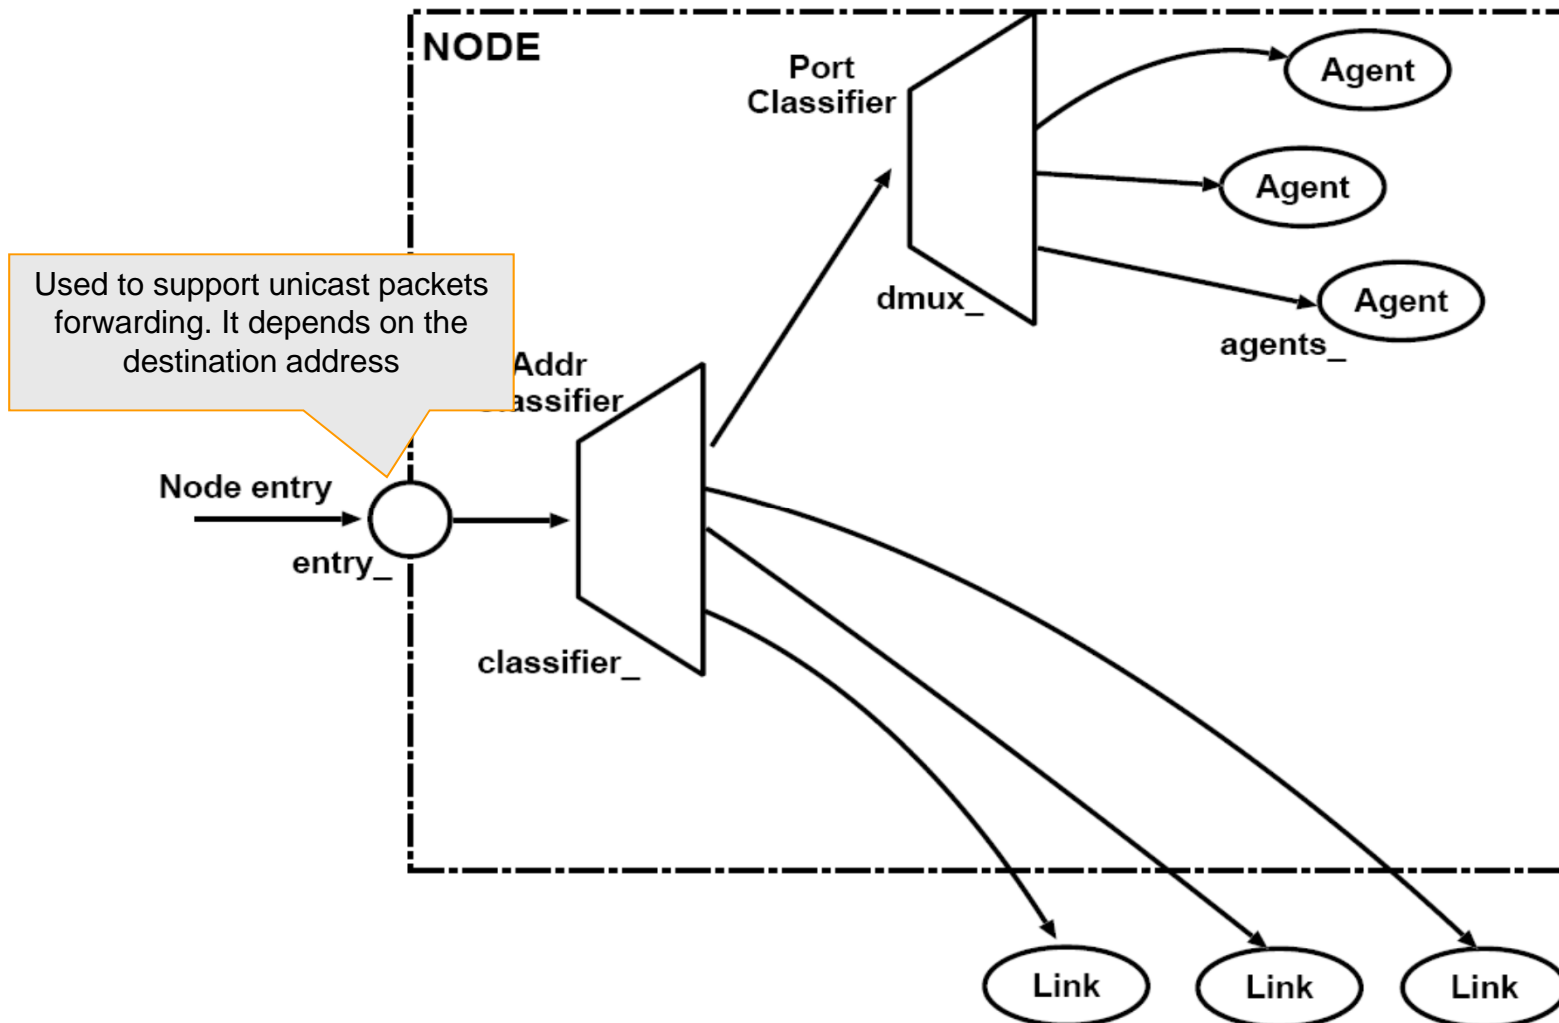 NODE
Port
Classifier
Agent
Agent
Agent
dmux_
agents_
Used to support unicast packets
forwarding. It depends on the
destination address
Addr
assifier
Node entry
entry_
classifier_
Link
Link
Link